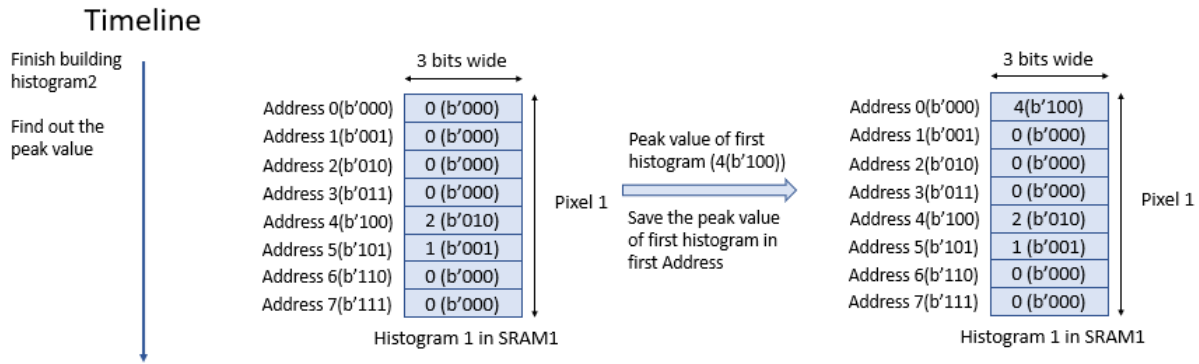 Timeline
Finish building
histogram2
Find out the
peak value
3 bits wide
Address 0(b'000) 0 (b'000)
Address 1(b'001) 0 (b'000)
Address 2(b'010) 0 (b'000)
Address 3(b'011) 0 (b'000)
Address 4(b'100) 2 (b'010)
Address 5(b'101) 1 (b'001)
Address 6(b'110) 0 (b'000)
Address 7(b'111) 0 (b'000)
Pixel 1
Histogram 1 in SRAM1
Peak value of first
histogram (4(b'100))
Save the peak value
of first histogram in
first Address
3 bits wide
Address 0(b'000) 4(b'100)
Address 1(b'001) 0 (b'000)
Address 2(b'010) 0 (b'000)
Address 3(b'011) 0 (b'000)
Address 4(b'100) 2 (b'010)
Address 5(b'101) 1 (b'001)
Address 6(b'110) 0 (b'000)
Address 7(b'111) 0 (b'000)
Pixel 1
Histogram 1 in SRAM1